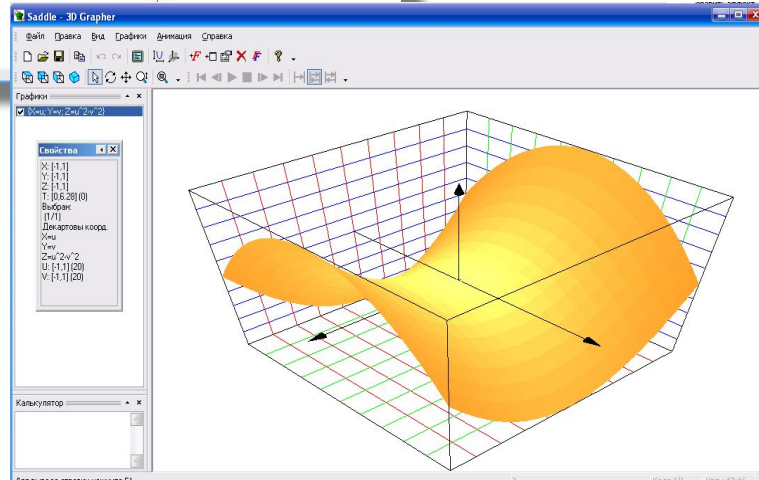 Saddle - 3D Grapher
Файл Правка Вид Графики Анимация Справка
Графики
{X=u; Y=v; Z=u^2-v^2}
Свойства
X: [-1,1]
Y: [-1,1]
Z: [-1,1]
T: [0,6.28] (0)
Выбран:
(1/1)
Декартовы коорд.
X=u
Y=v
Z=u^2-v^2
U: [-1,1] (20)
V: [-1,1] (20)
Калькулятор